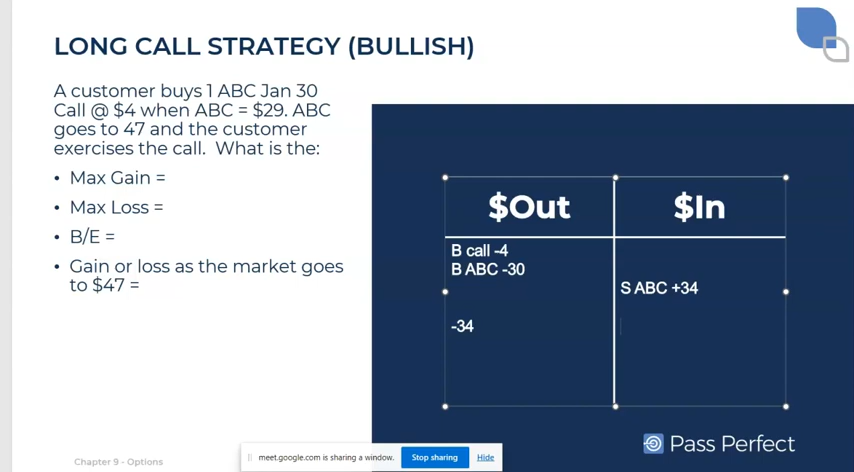 LONG CALL STRATEGY (BULLISH)
A customer buys 1 ABC Jan 30
Call @ $4 when ABC = $29. ABC
goes to 47 and the customer
exercises the call. What is the:
• Max Gain =
• Max Loss =
• B/E =
• Gain or loss as the market goes
to $47 =
$Out
$In
B call -4
B ABC -30
S ABC +34
-34
Pass Perfect
Chapter 9 - Options
meet.google.com is sharing a window.
Stop sharing
Hide